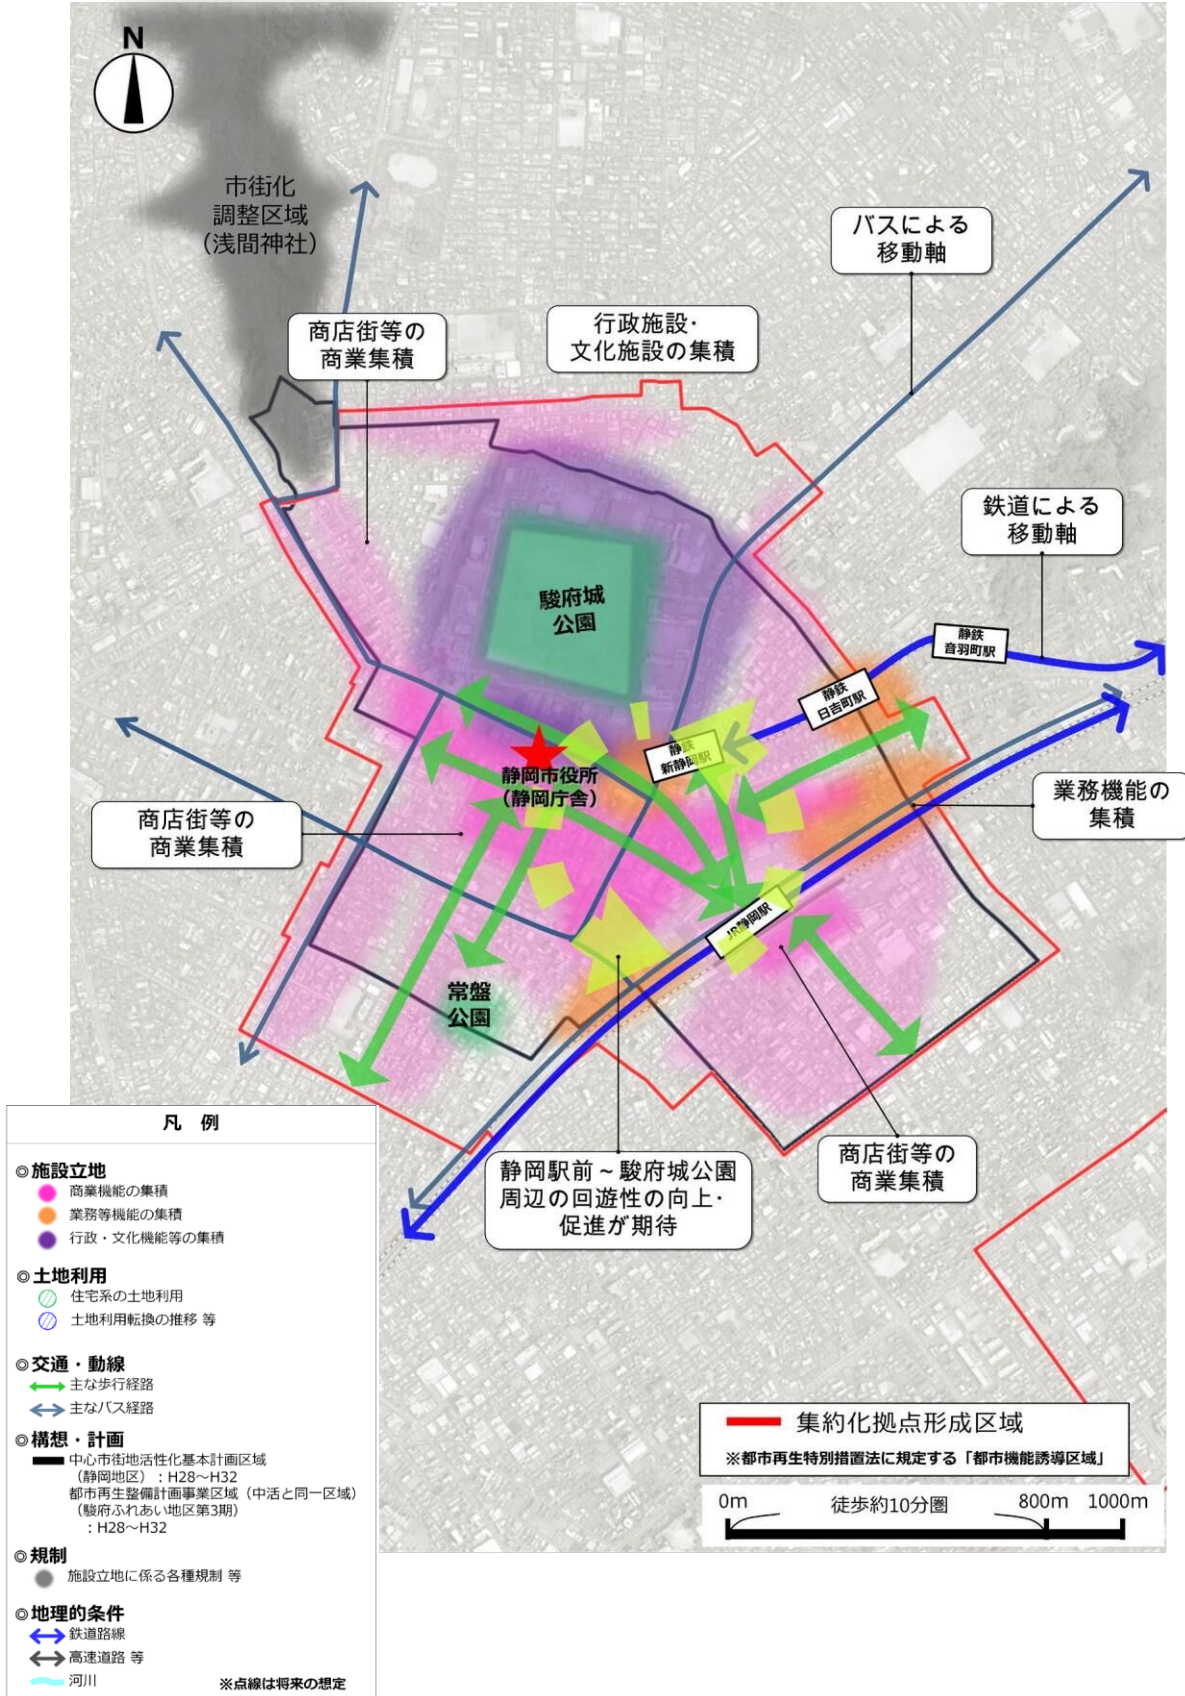 N
市街化
調整区域
（浅間神社）
バスによる
移動軸
商店街等の
商業集積
行政施設・
文化施設の集積
鉄道による
移動軸
駿府城
公園
静鉄
音羽町駅
静鉄
日吉町駅
静鉄
新静岡駅
静岡市役所
（静岡庁舎）
業務機能の
集積
商店街等の
商業集積
JR静岡駅
常盤
公園
静岡駅前～駿府城公園
周辺の回遊性の向上・
促進が期待
商店街等の
商業集積
凡 例
◎施設立地
商業機能の集積
業務等機能の集積
行政・文化機能等の集積
◎土地利用
住宅系の土地利用
土地利用転換の推移 等
◎交通・動線
主な歩行経路
主なバス経路
◎構想・計画
中心市街地活性化基本計画区域
（静岡地区）：H28～H32
都市再生整備計画事業区域（中活と同一区域）
（駿府ふれあい地区第3期）
：H28～H32
◎規制
施設立地に係る各種規制 等
◎地理的条件
鉄道路線
高速道路 等
河川
※点線は将来の想定
集約化拠点形成区域
※都市再生特別措置法に規定する「都市機能誘導区域」
0m 徒歩約10分圏 800m 1000m